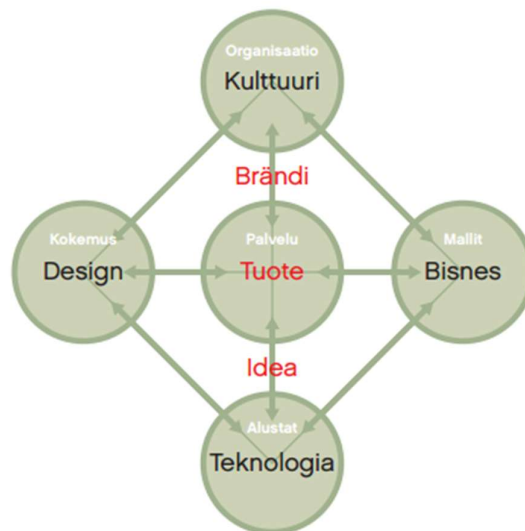 Organisaatio
Kulttuuri
Brändi
Kokemus
Design
Palvelu
Tuote
Mallit
Bisnes
Idea
Alustat
Teknologia